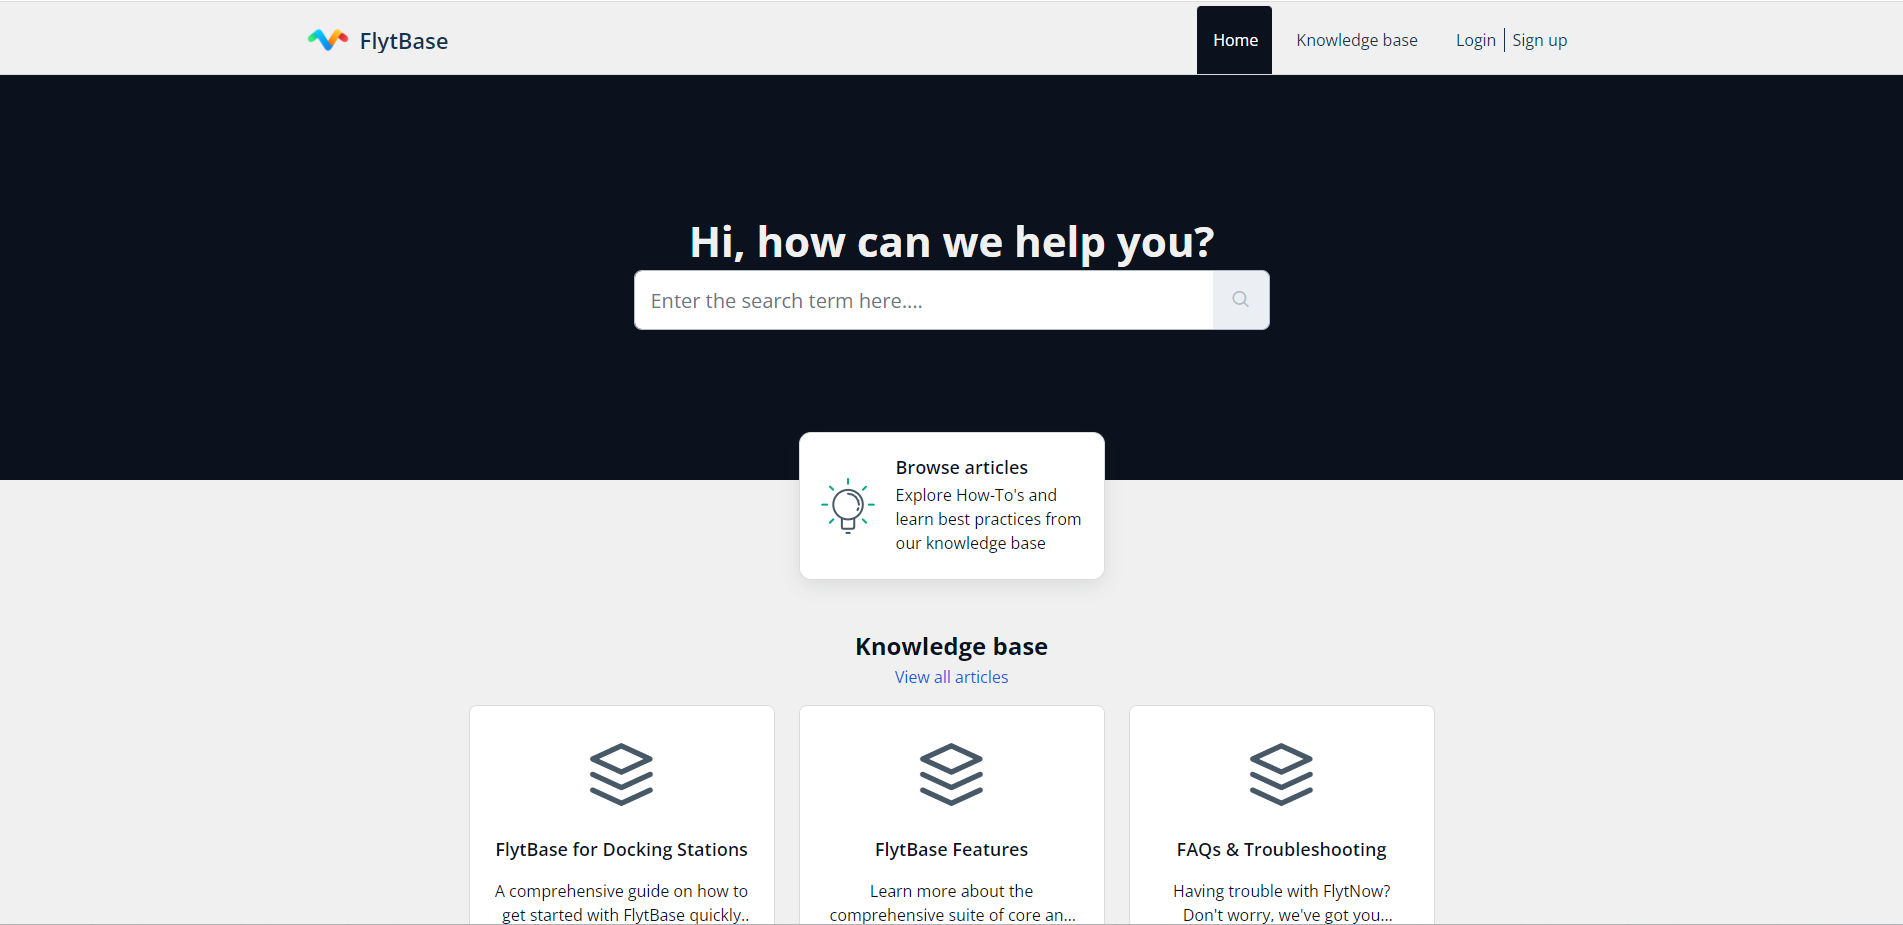 FlytBase
Home
Knowledge base
Login
Sign up
Hi, how can we help you?
Enter the search term here....
Browse articles
Explore How-To's and
learn best practices from
our knowledge base
Knowledge base
View all articles
FlytBase for Docking Stations
A comprehensive guide on how to
get started with FlytBase quickly..
FlytBase Features
Learn more about the
comprehensive suite of core an...
FAQs & Troubleshooting
Having trouble with FlytNow?
Don't worry, we've got you...